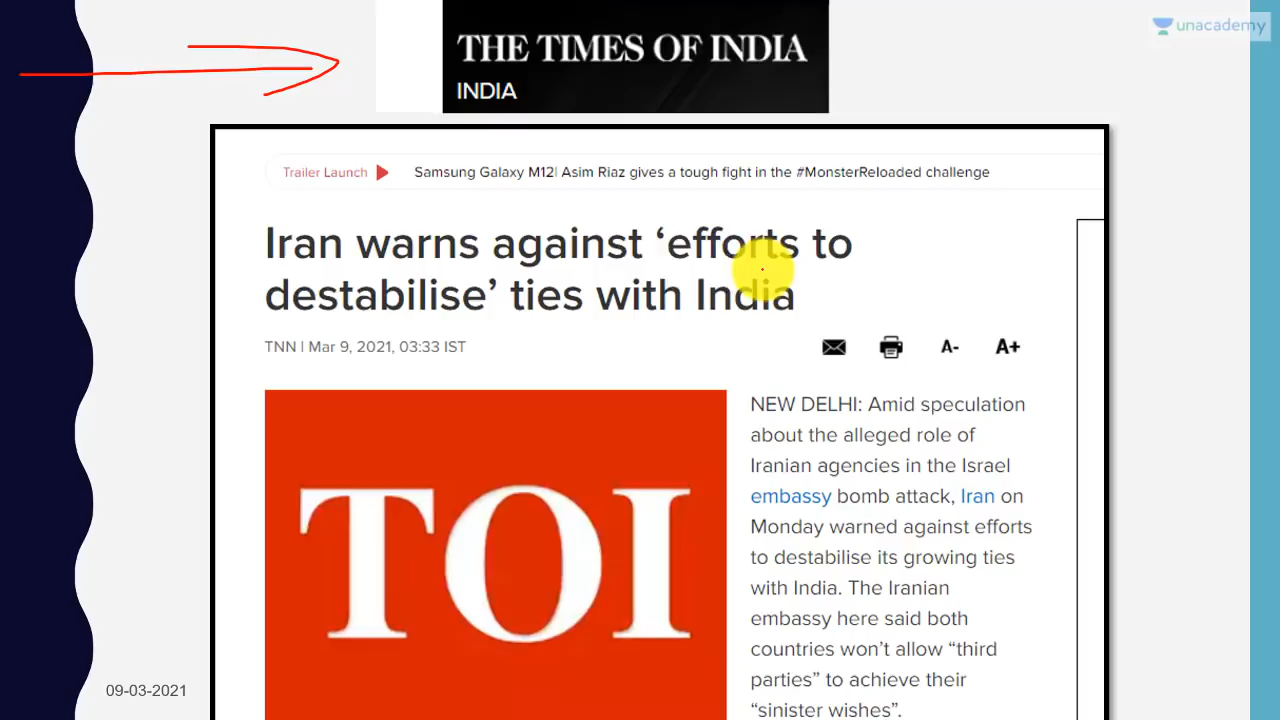 unacademy
THE TIMES OF INDIA
INDIA
Trailer Launch Samsung Galaxy M12| Asim Riaz gives a tough fight in the #MonsterReloaded challenge
Iran warns against ‘efforts to
destabilise’ ties with India
TNN | Mar 9, 2021, 03:33 IST
A- A+
TOI
NEW DELHI: Amid speculation
about the alleged role of
Iranian agencies in the Israel
embassy bomb attack, Iran on
Monday warned against efforts
to destabilise its growing ties
with India. The Iranian
embassy here said both
countries won’t allow “third
parties” to achieve their
“sinister wishes”.
09-03-2021